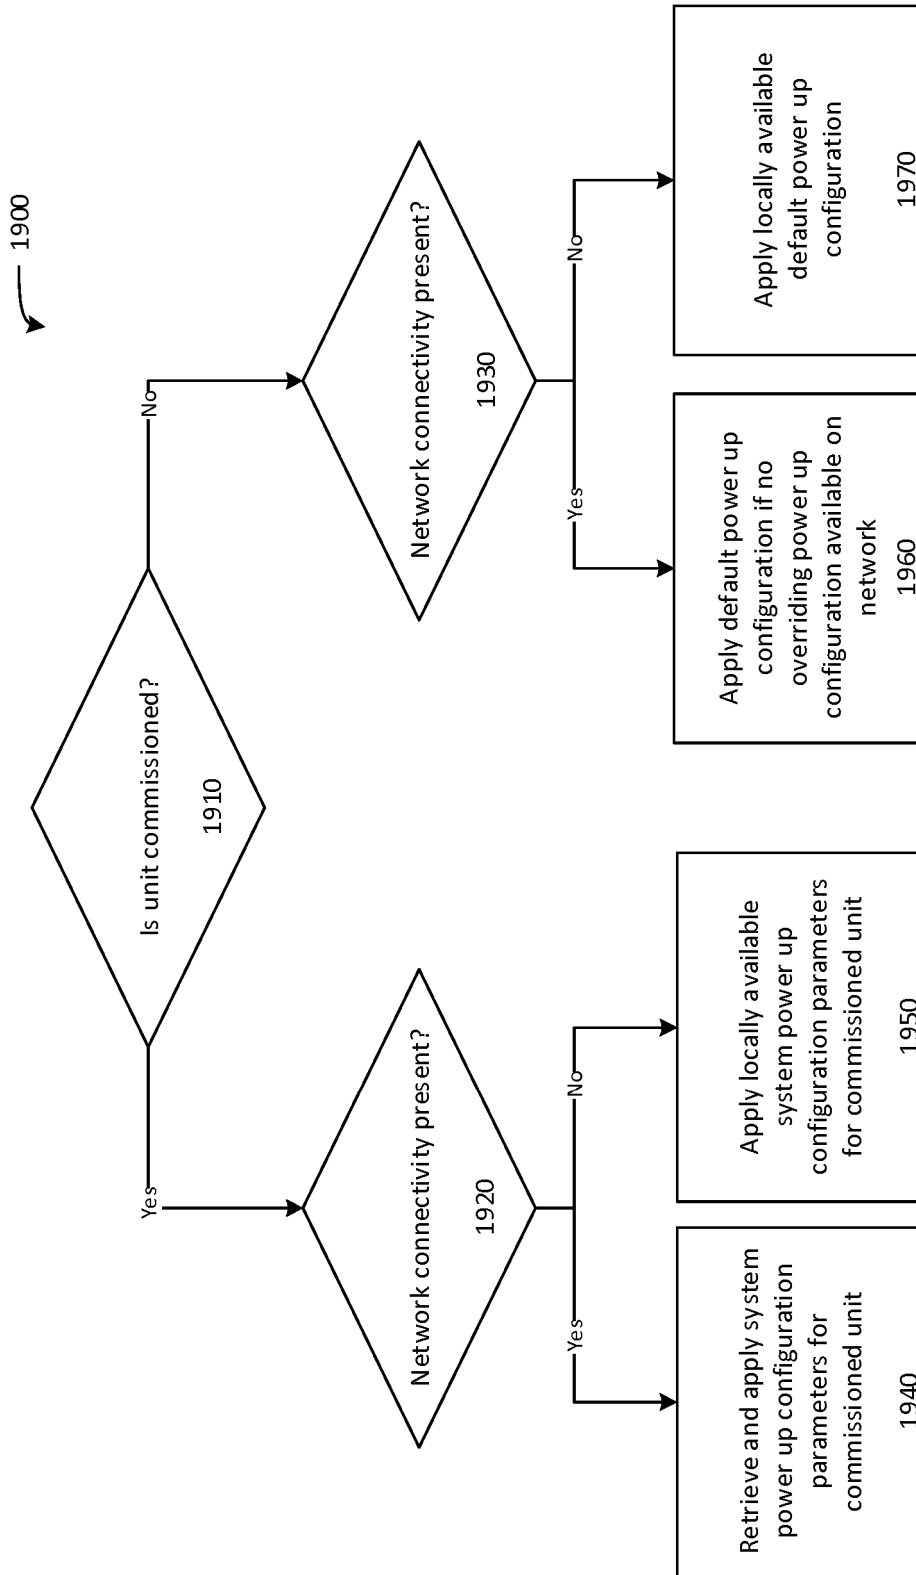 1900
Is unit commissioned?
1910
Yes
No
Network connectivity present?
1920
Network connectivity present?
1930
Yes
No
Yes
No
Retrieve and apply system
power up configuration
parameters for
commissioned unit
1940
Apply locally available
system power up
configuration parameters
for commissioned unit
1950
Apply default power up
configuration if no
overriding power up
configuration available on
network
1960
Apply locally available
default power up
configuration
1970